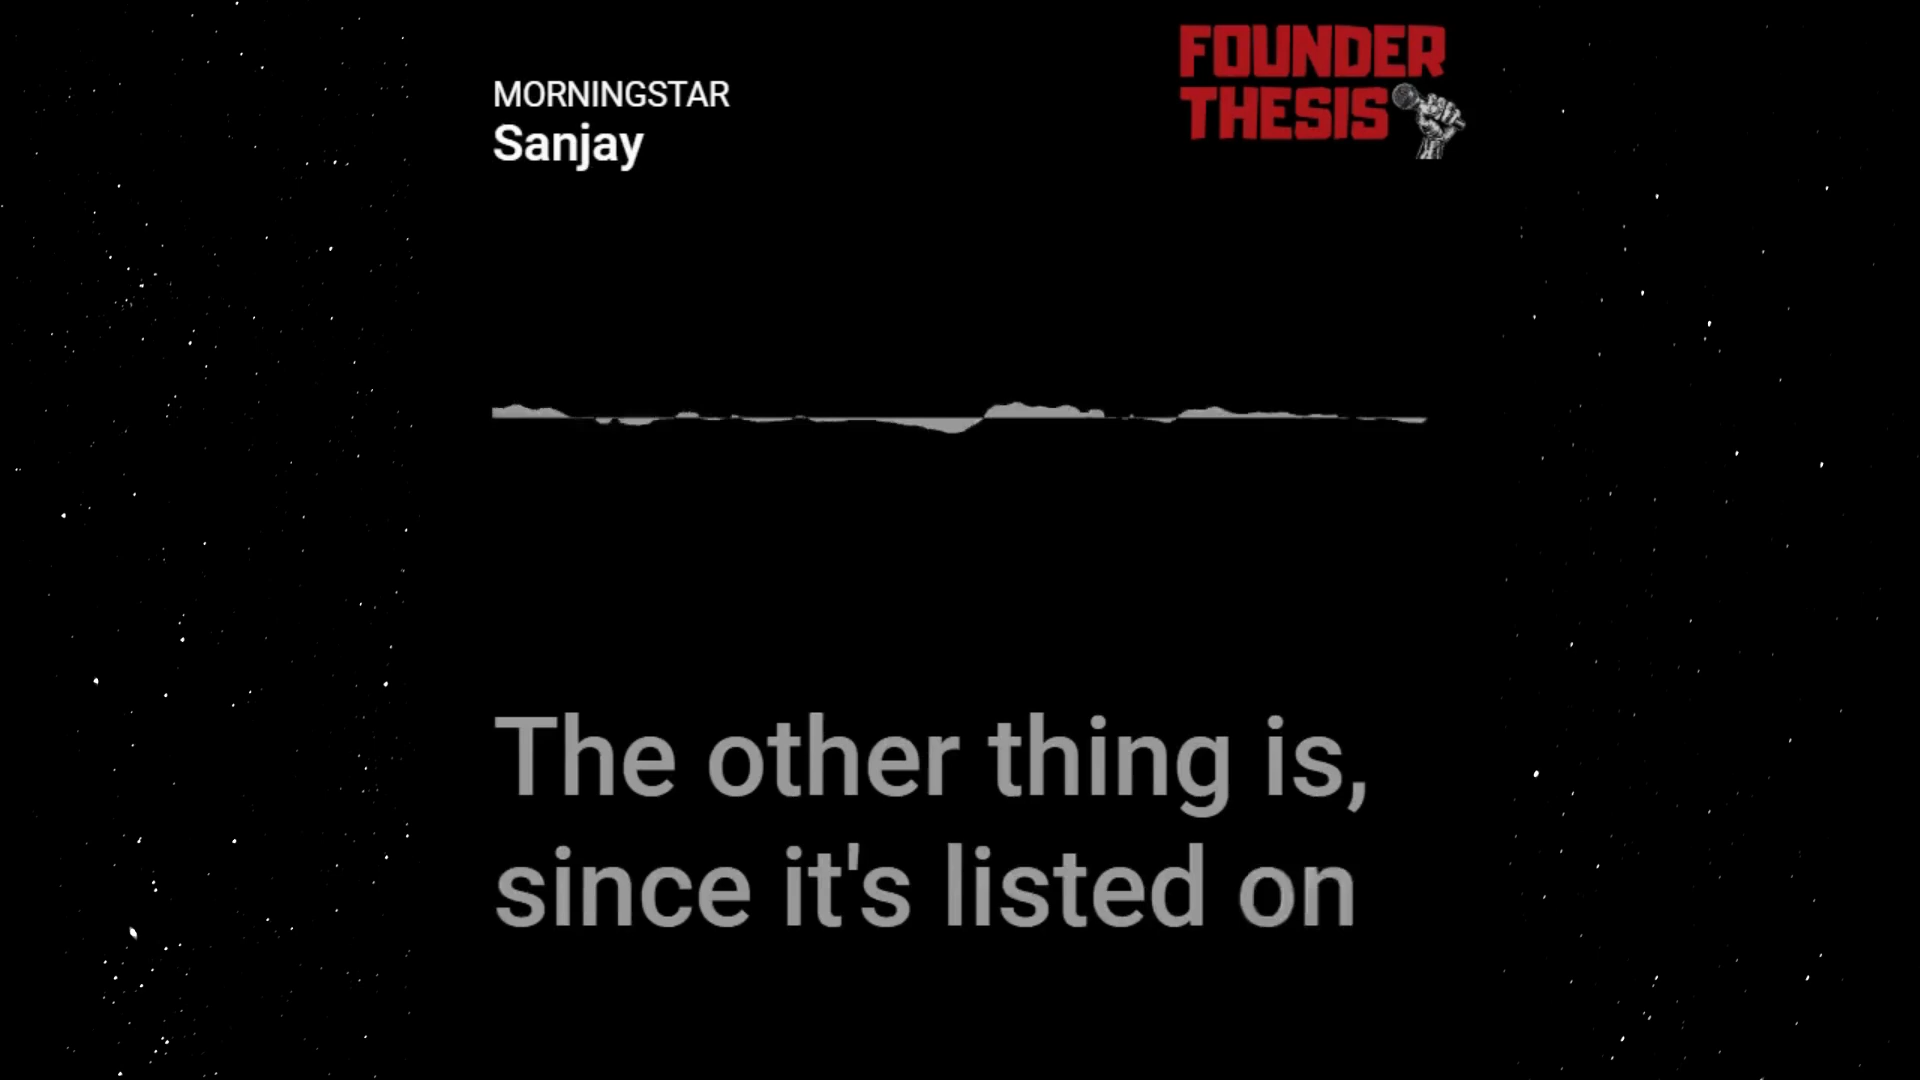 MORNINGSTAR
Sanjay
FOUNDER
THESIS
The other thing is,
since it's listed on